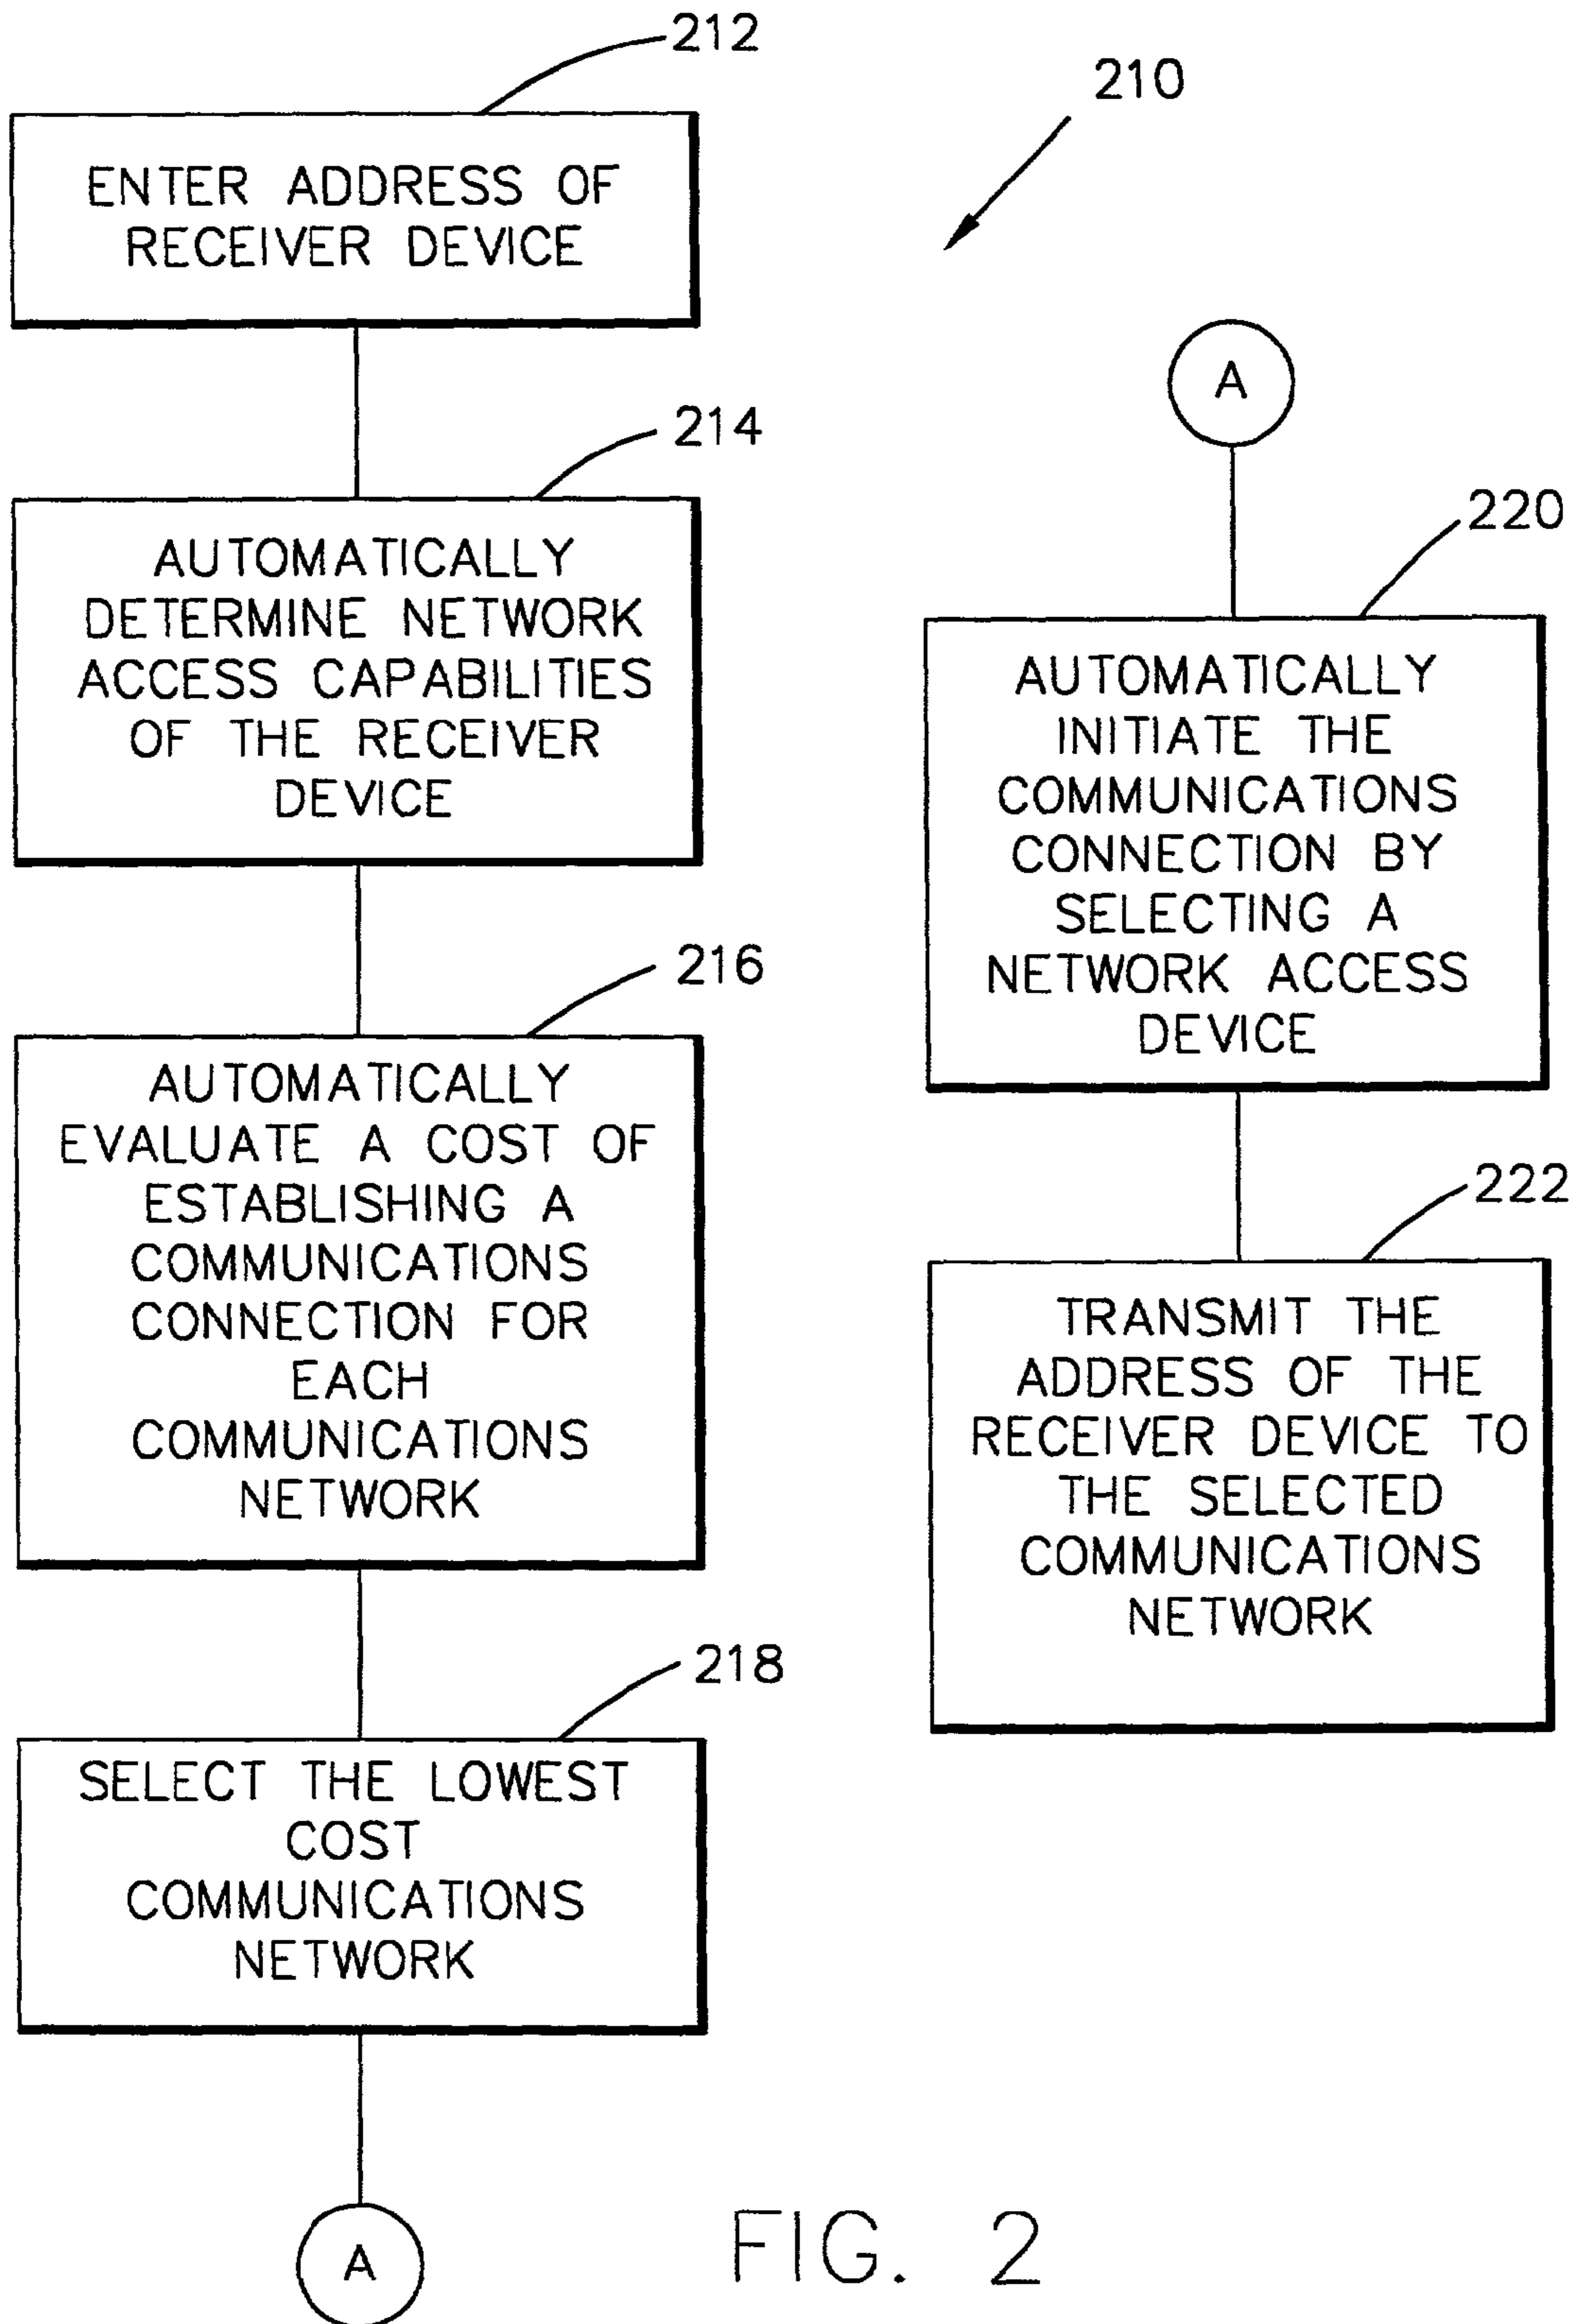 212
ENTER ADDRESS OF
RECEIVER DEVICE
214
AUTOMATICALLY
DETERMINE NETWORK
ACCESS CAPABILITIES
OF THE RECEIVER
DEVICE
216
AUTOMATICALLY
EVALUATE A COST OF
ESTABLISHING A
COMMUNICATIONS
CONNECTION FOR
EACH
COMMUNICATIONS
NETWORK
218
SELECT THE LOWEST
COST
COMMUNICATIONS
NETWORK
A
210
A
220
AUTOMATICALLY
INITIATE THE
COMMUNICATIONS
CONNECTION BY
SELECTING A
NETWORK ACCESS
DEVICE
222
TRANSMIT THE
ADDRESS OF THE
RECEIVER DEVICE TO
THE SELECTED
COMMUNICATIONS
NETWORK
FIG. 2